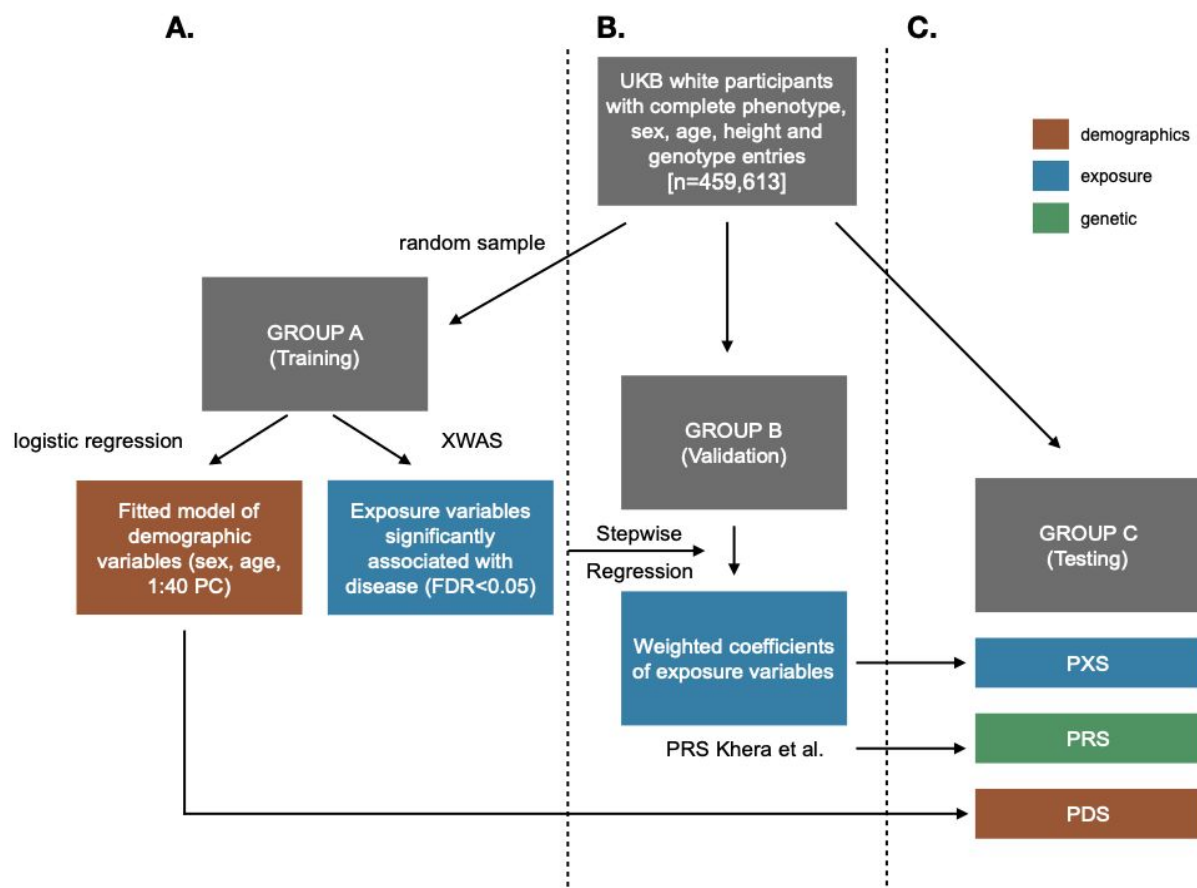 A.
B.
C.
UKB white participants
with complete phenotype,
sex, age, height and
genotype entries
[n=459,613]
demographics
exposure
genetic
random sample
GROUP A
(Training)
logistic regression
XWAS
GROUP B
(Validation)
Fitted model of
demographic
variables (sex, age,
1:40 PC)
Exposure variables
significantly
associated with
disease (FDR<0.05)
Stepwise
Regression
GROUP C
(Testing)
Weighted coefficients
of exposure variables
PXS
PRS Khera et al.
PRS
PDS